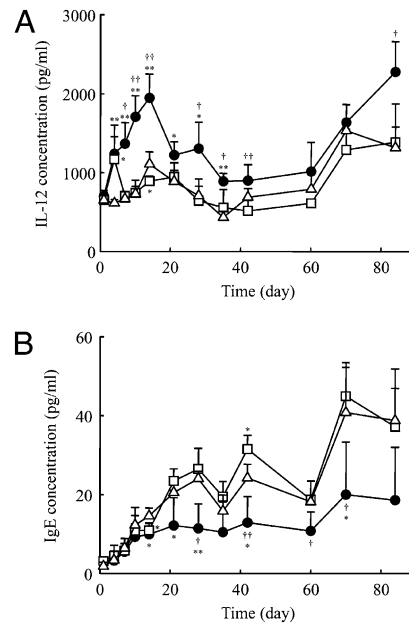 A
IL-12 concentration (pg/ml)
3000
2000
1000
0
†† ** † ** †† ** † * * † * † ** †† † *
0 20 40 60 80
Time (day)
B
IgE concentration (pg/ml)
60
40
20
0
* * * * † ** †† * † † *
0 20 40 60 80
Time (day)